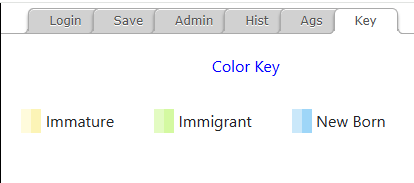 Login Save Admin Hist Ags Key
Color Key
Immature Immigrant New Born